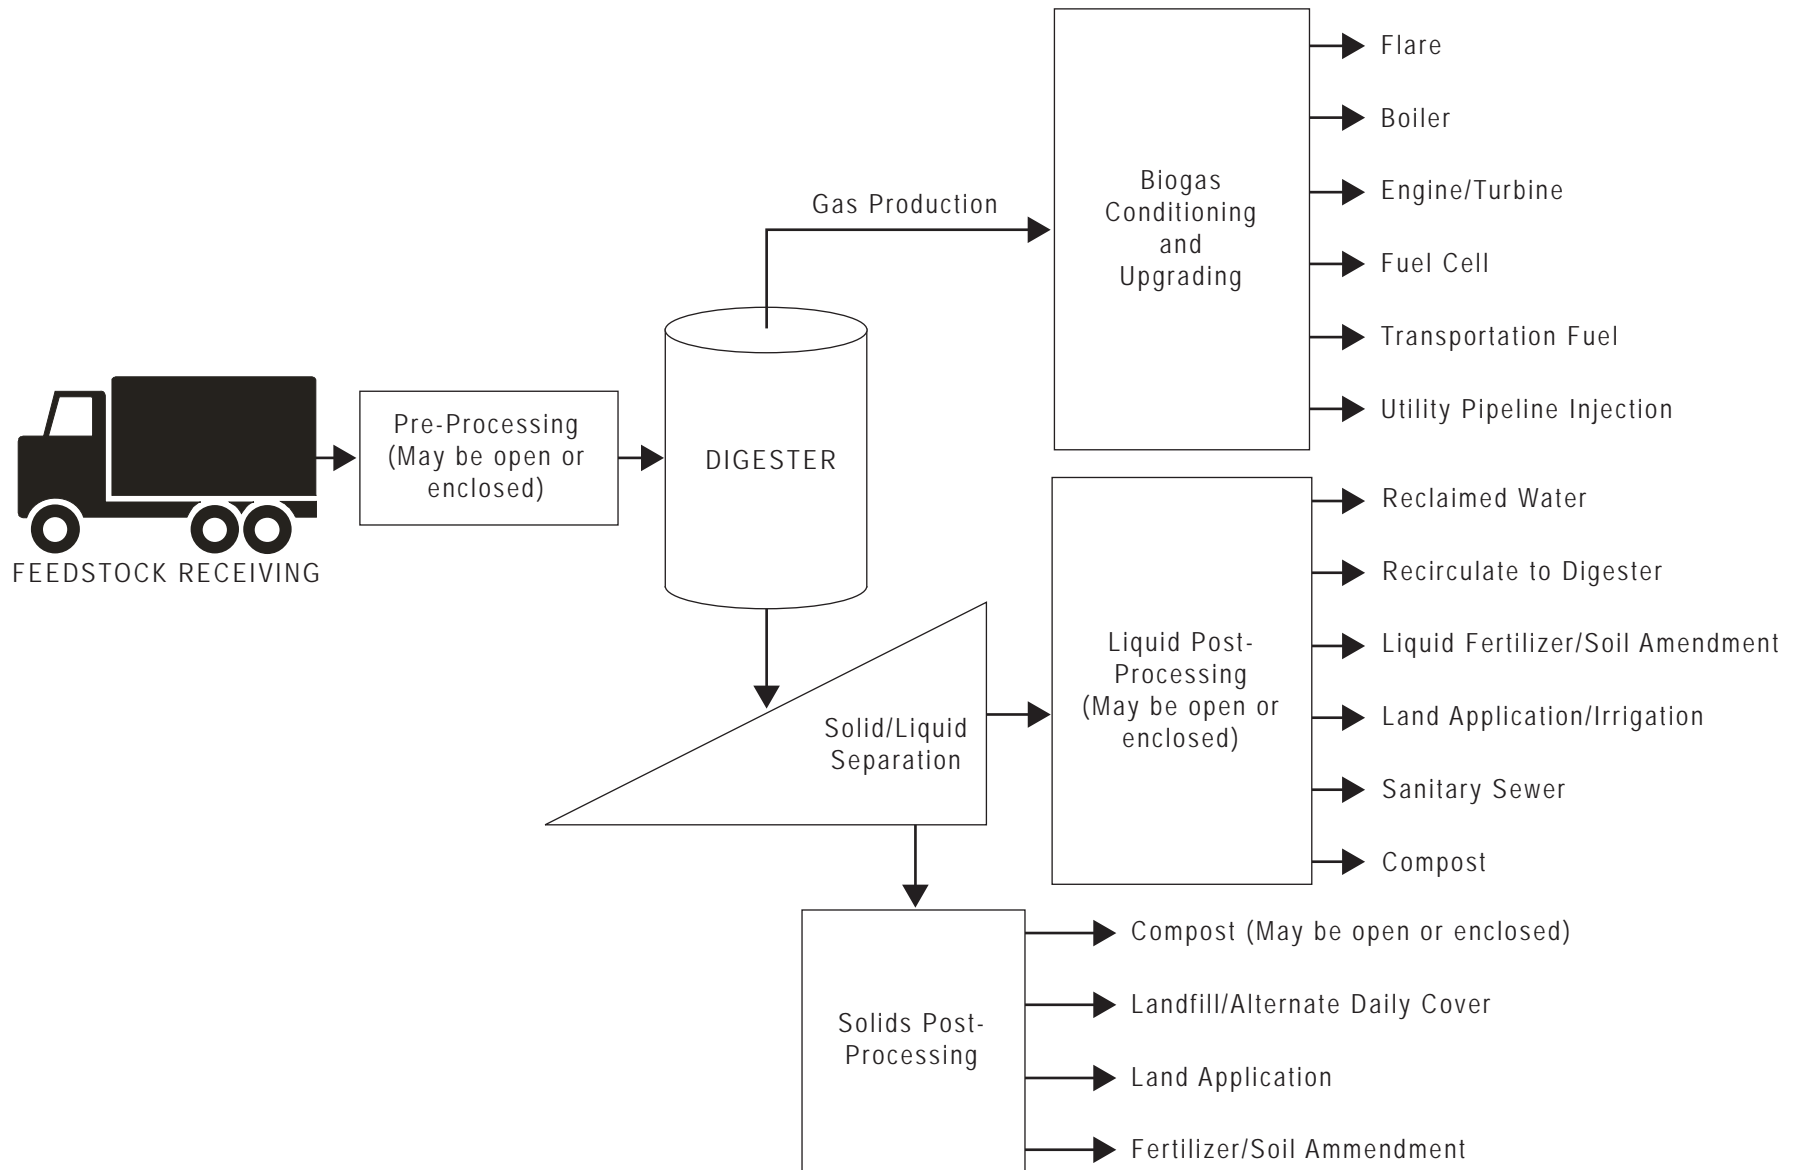 Flare
Boiler
Engine/Turbine
Fuel Cell
Transportation Fuel
Utility Pipeline Injection
Biogas
Conditioning
and
Upgrading
Gas Production
FEEDSTOCK RECEIVING
Pre-Processing
(May be open or
enclosed)
DIGESTER
Solid/Liquid
Separation
Liquid Post-
Processing
(May be open or
enclosed)
Reclaimed Water
Recirculate to Digester
Liquid Fertilizer/Soil Amendment
Land Application/Irrigation
Sanitary Sewer
Compost
Solids Post-
Processing
Compost (May be open or enclosed)
Landfill/Alternate Daily Cover
Land Application
Fertilizer/Soil Ammendment